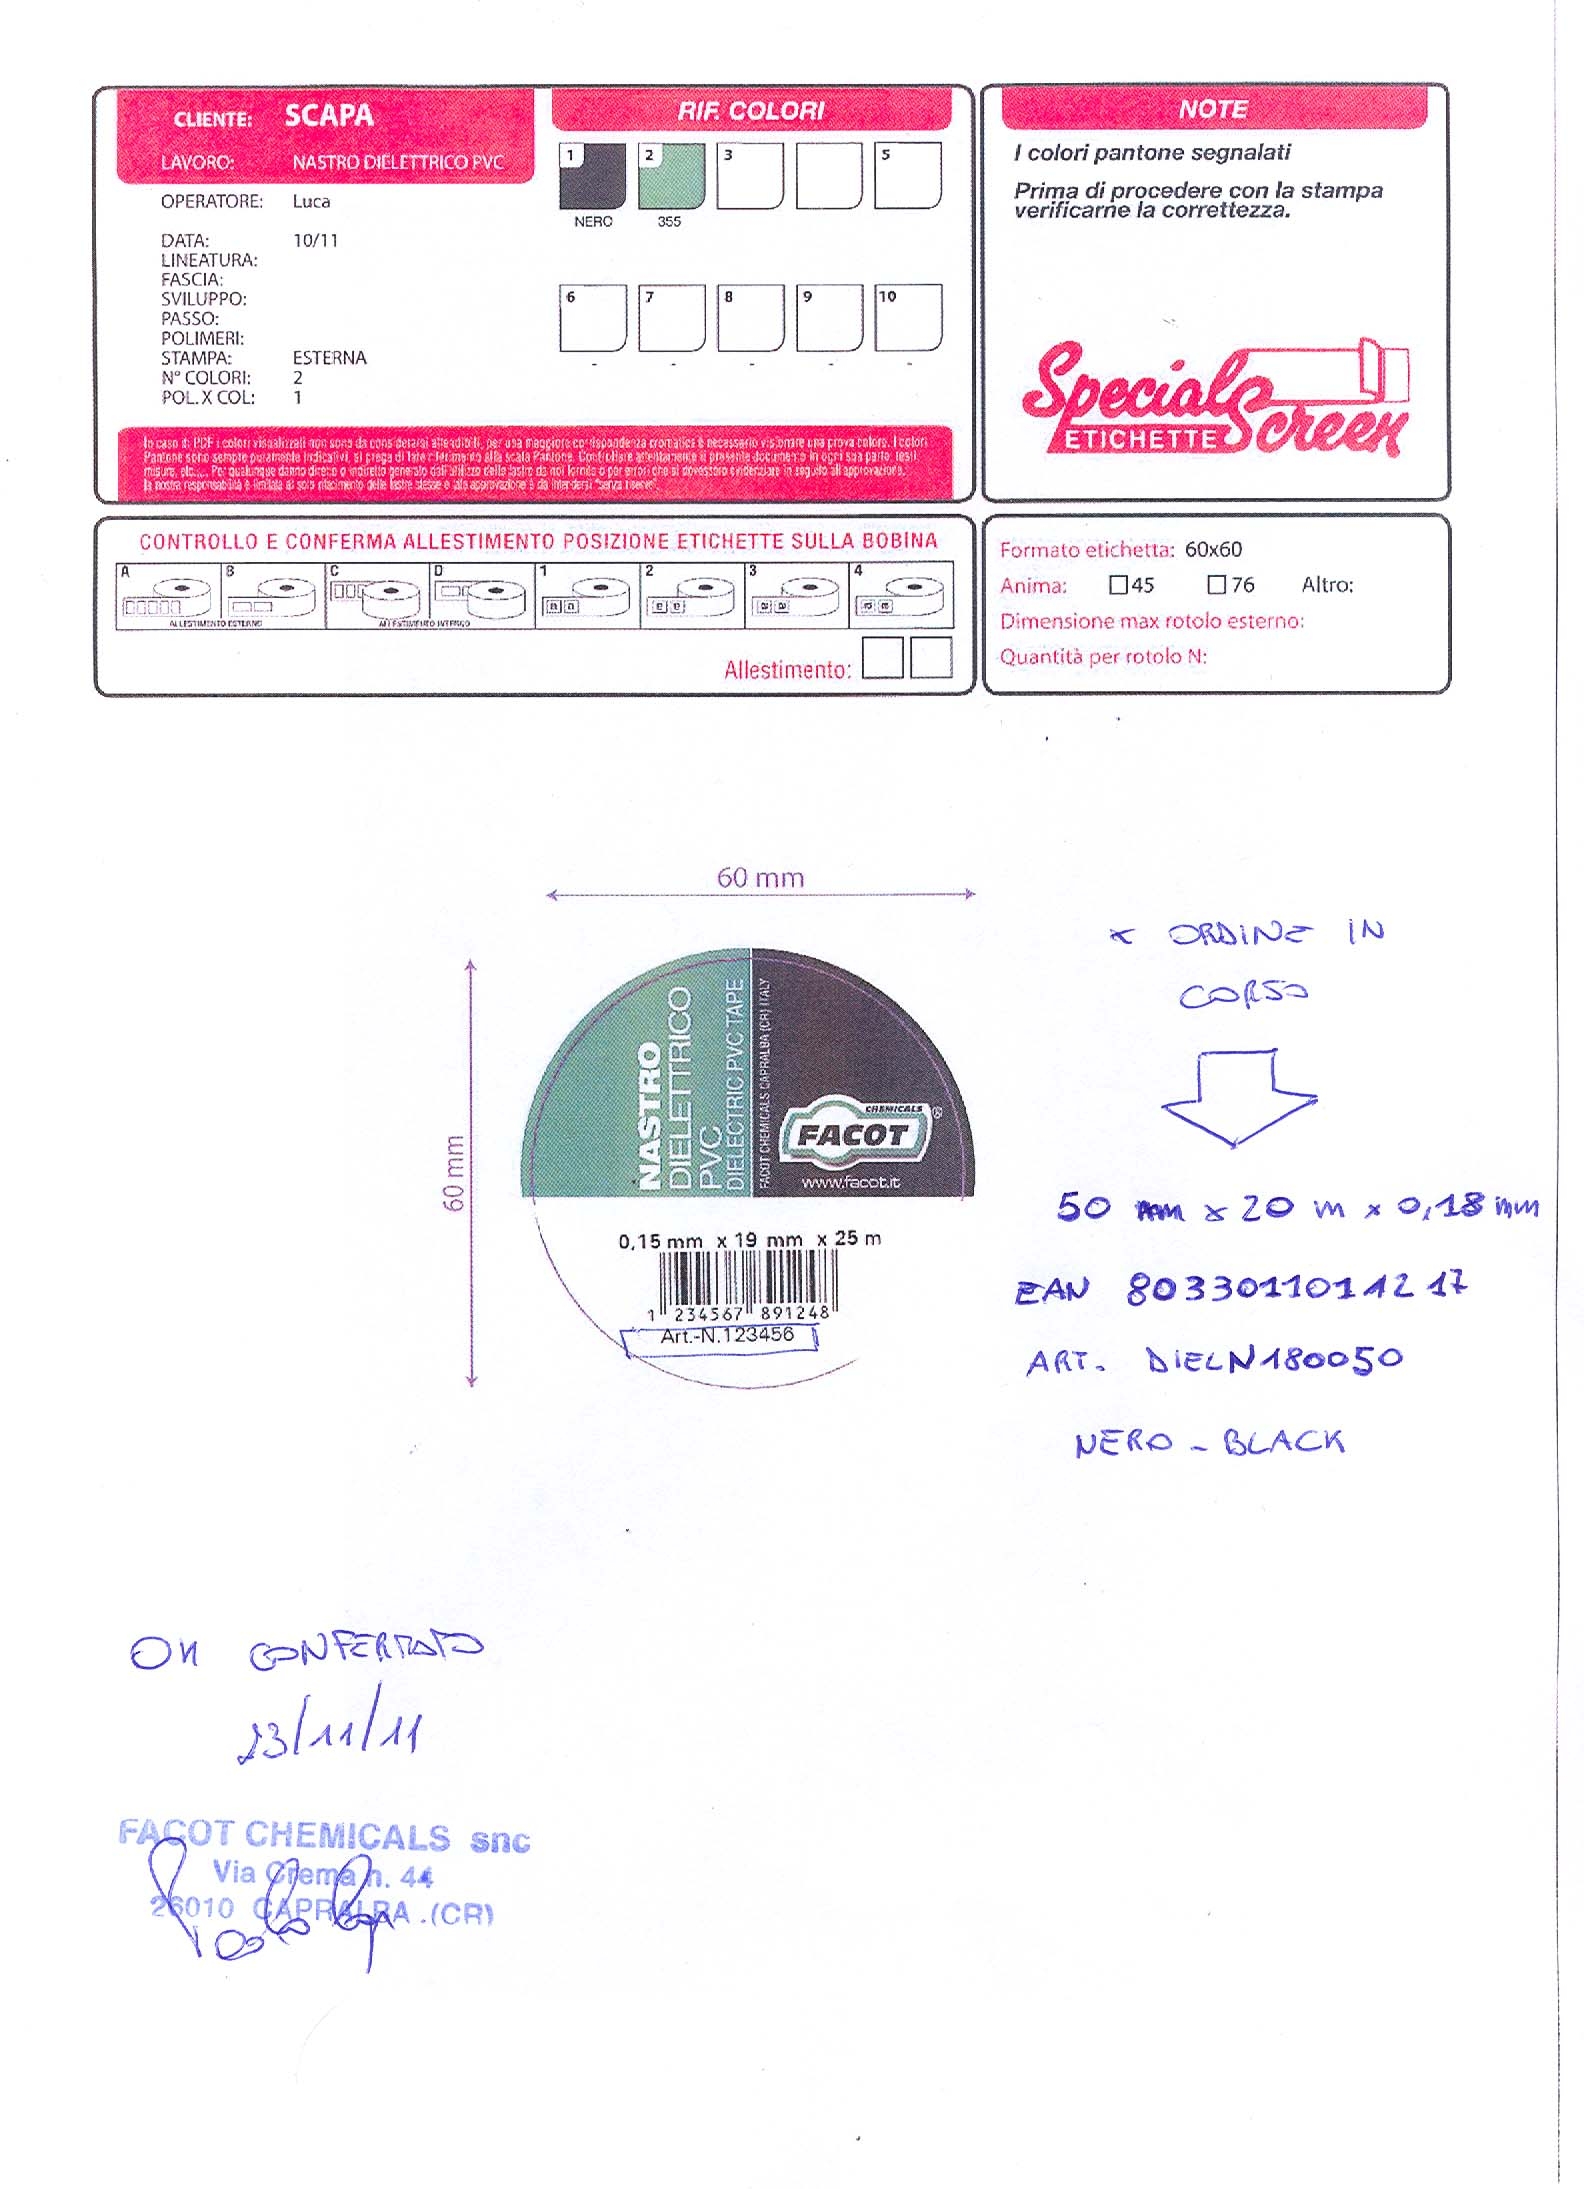 CLIENTE: SCAPA
LAVORO: NASTRO DIELETTRICO PVC
OPERATORE: Luca
DATA: 10/11
LINEATURA:
FASCIA:
SVILUPPO:
PASSO:
POLIMERI:
STAMPA: ESTERNA
N° COLORI: 2
POL. X COL: 1
RIF. COLORI
1 2 3 5
NERO 355
6 7 8 9 10
- - - - -
In caso di PDF i colori visualizzati non sono da considerarsi attendibili, per una maggiore corrispondenza cromatica è necessario visionare una prova colore. I colori
Pantone sono sempre puramente indicativi, si prega di fare riferimento alla scala Pantone. Controllare attentamente il presente documento in ogni sua parte, testi
misure, etc..... Per qualunque danno diretto o indiretto generato dall'utilizzo delle lastre da noi fornite o per errori che si dovessero evidenziare in seguito all'approvazione,
la nostra responsabilità è limitata al solo rifacimento delle lastre stesse e tale approvazione è da intendersi "senza riserve".
NOTE
I colori pantone segnalati
Prima di procedere con la stampa
verificarne la correttezza.
Special Screen
ETICHETTE
CONTROLLO E CONFERMA ALLESTIMENTO POSIZIONE ETICHETTE SULLA BOBINA
A B C D 1 2 3 4
ALLESTIMENTO ESTERNO ALLESTIMENTO INTERNO
Allestimento:
Formato etichetta: 60x60
Anima: 45 76 Altro:
Dimensione max rotolo esterno:
Quantità per rotolo N:
60 mm
60 mm
NASTRO
DIELETTRICO
PVC
DIELECTRIC PVC TAPE
FACOT CHEMICALS CAPRALBA (CR) ITALY
CHEMICALS
FACOT ®
www.facot.it
0,15 mm x 19 mm x 25 m
1 234567 891248
Art.-N.123456
x ORDINE IN
CORSO
50 mm x 20 m x 0,18 mm
EAN 8033011011217
ART. DIELN180050
NERO - BLACK
OK CONFERMATO
23/11/11
FACOT CHEMICALS snc
Via Crema n. 44
26010 CAPRALBA (CR)